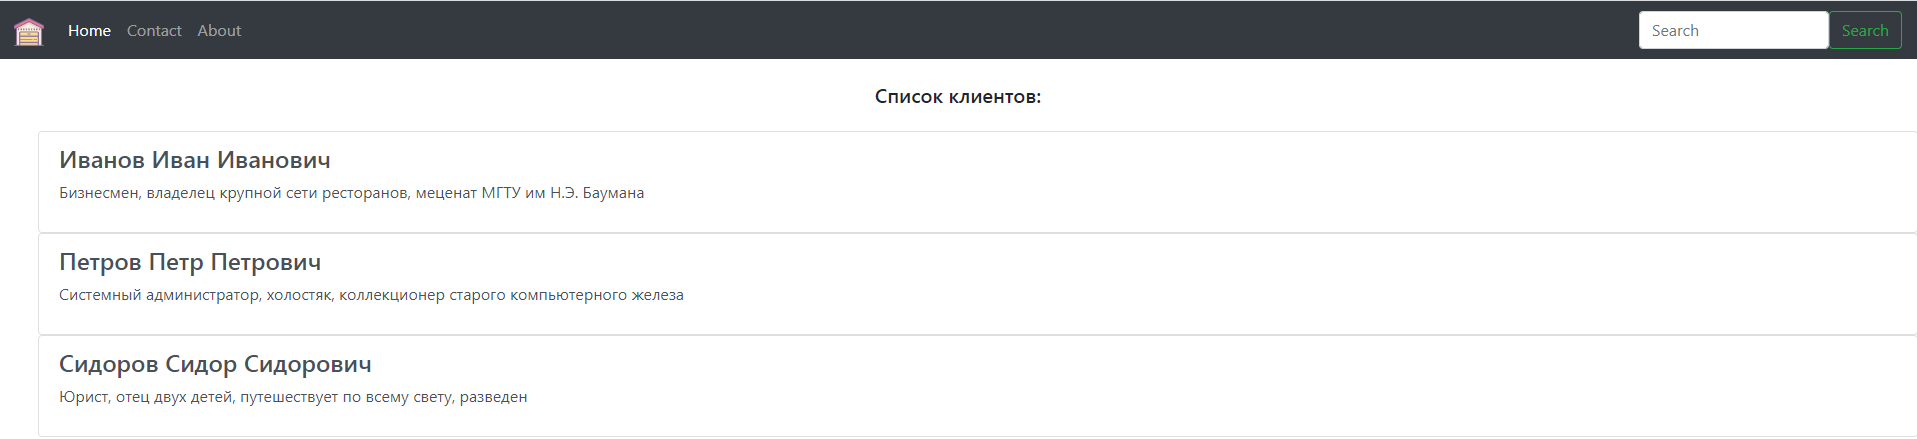 Home Contact About Search Search
Список клиентов:
Иванов Иван Иванович
Бизнесмен, владелец крупной сети ресторанов, меценат МГТУ им Н.Э. Баумана
Петров Петр Петрович
Системный администратор, холостяк, коллекционер старого компьютерного железа
Сидоров Сидор Сидорович
Юрист, отец двух детей, путешествует по всему свету, разведен